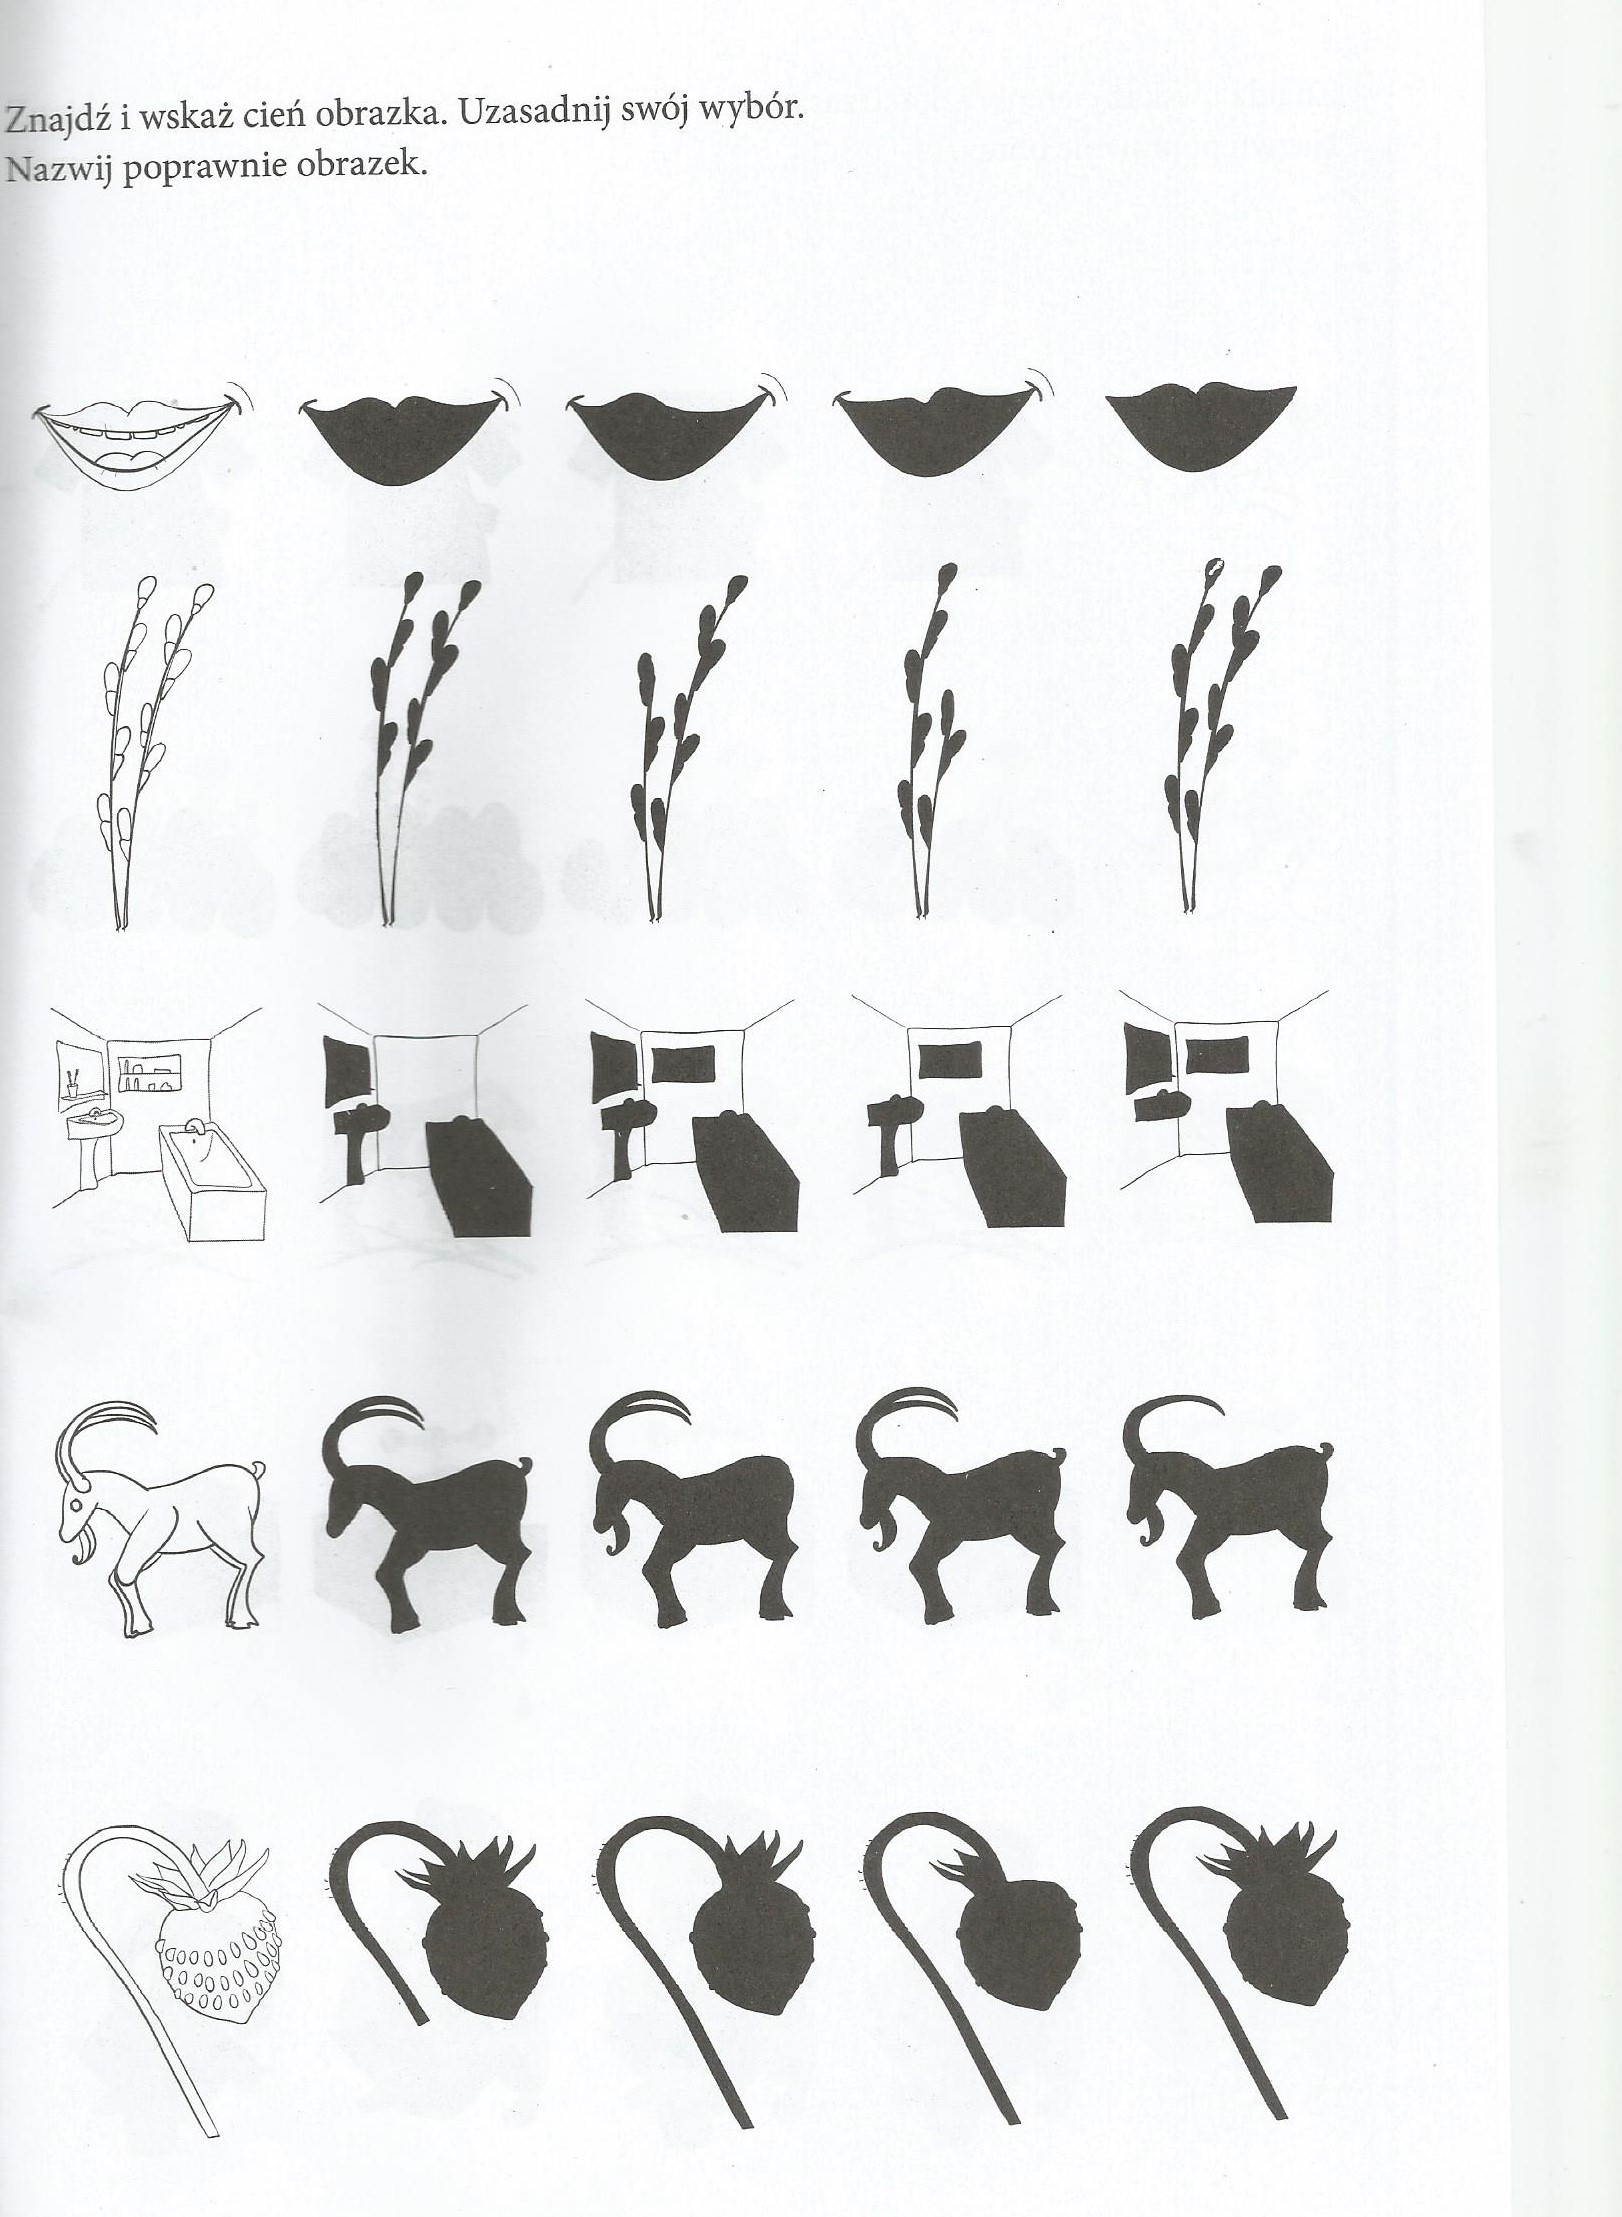 Znajdź i wskaż cień obrazka. Uzasadnij swój wybór.
Nazwij poprawnie obrazek.